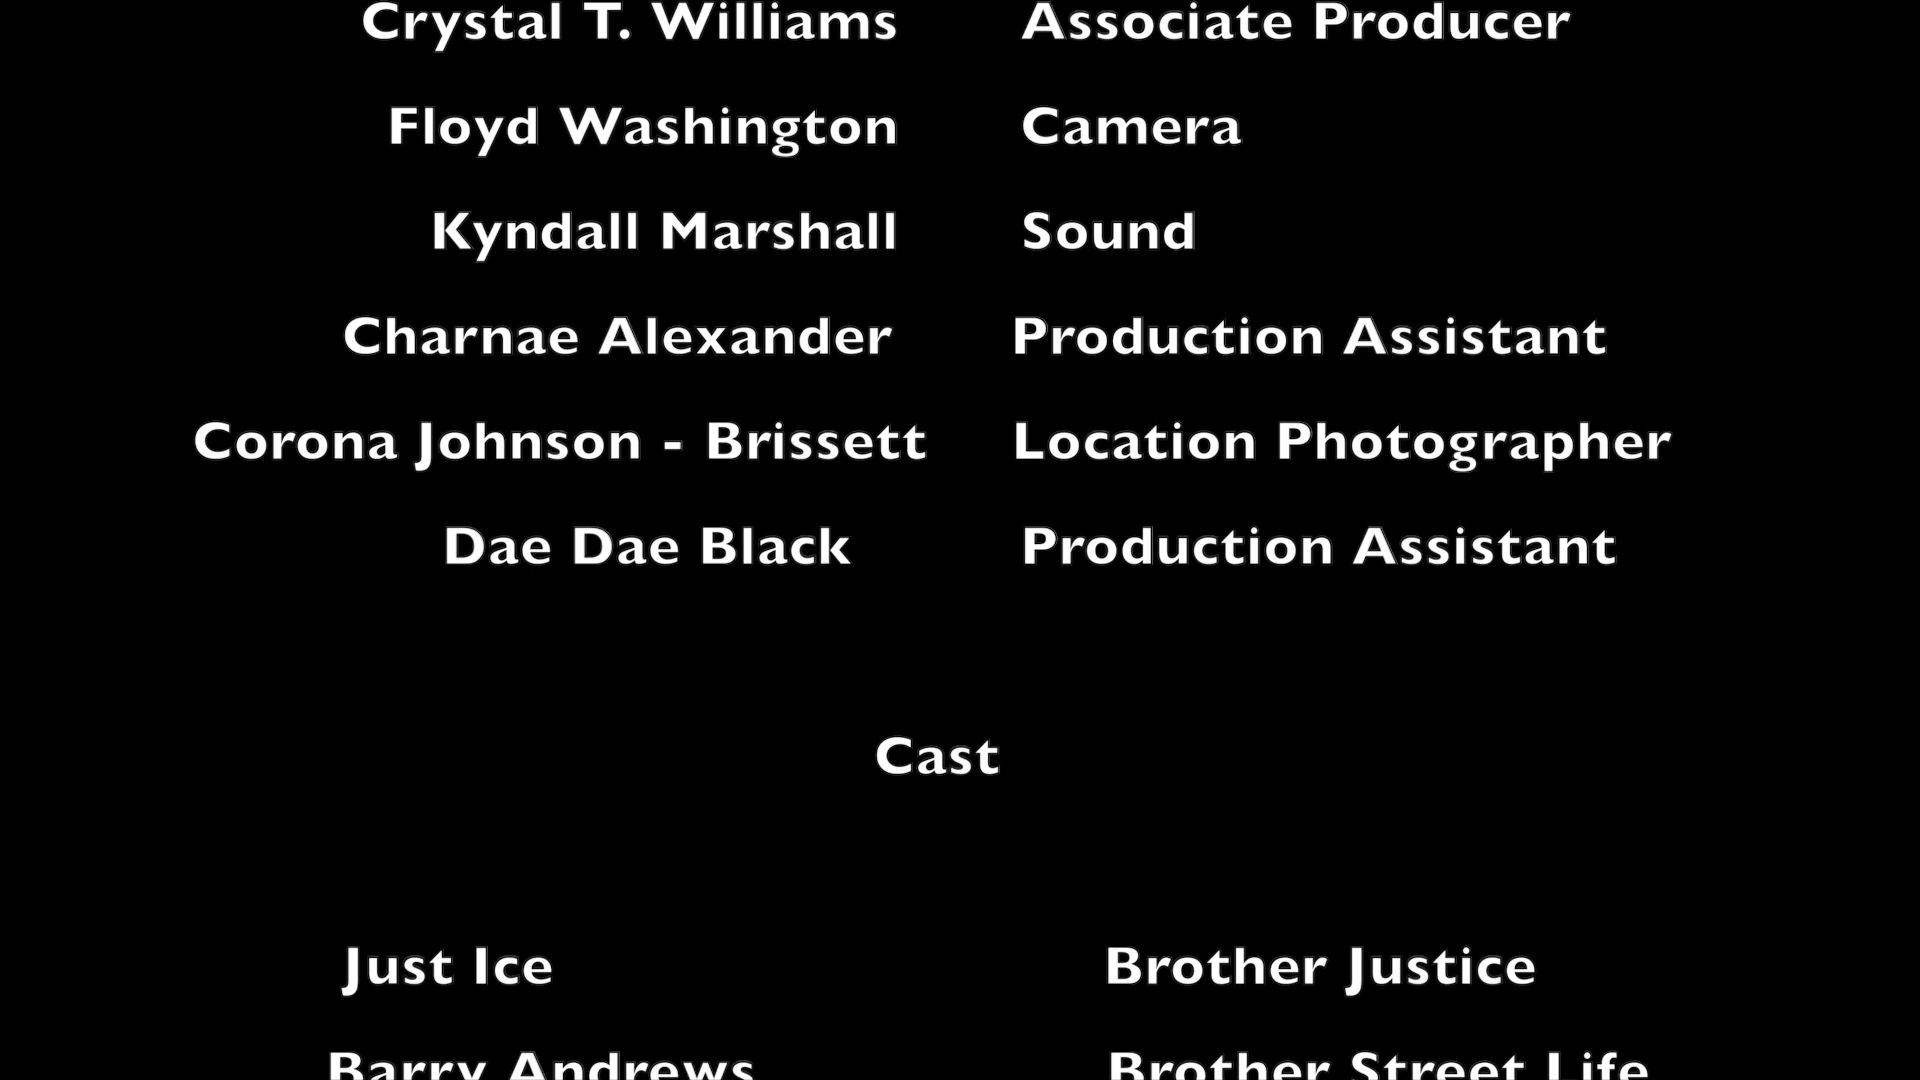 Crystal T. Williams Associate Producer
Floyd Washington Camera
Kyndall Marshall Sound
Charnae Alexander Production Assistant
Corona Johnson - Brissett Location Photographer
Dae Dae Black Production Assistant
Cast
Just Ice Brother Justice
Barry Andrews Brother Street Life